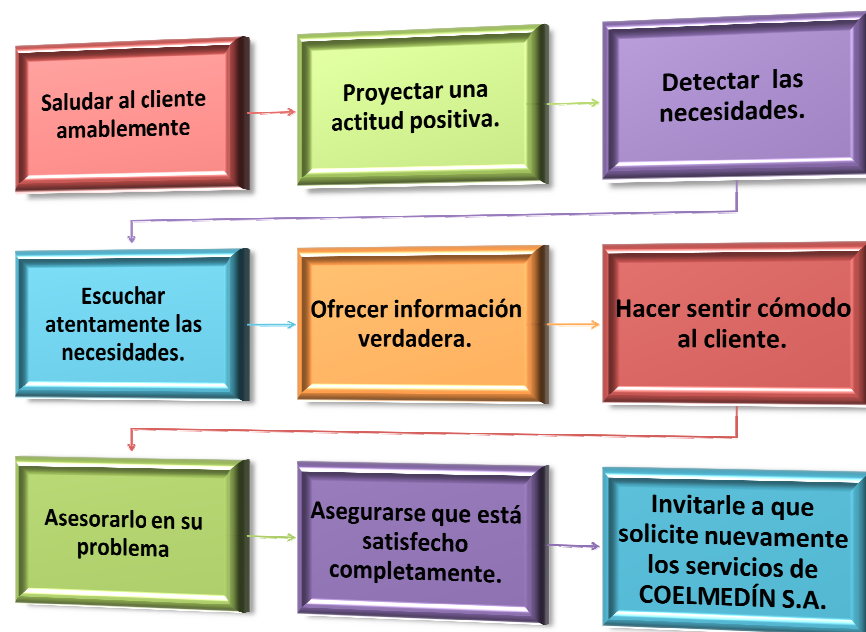 Saludar al cliente
amablemente
Proyectar una
actitud positiva.
Detectar las
necesidades.
Escuchar
atentamente las
necesidades.
Ofrecer información
verdadera.
Hacer sentir cómodo
al cliente.
Asesorarlo en su
problema
Asegurarse que está
satisfecho
completamente.
Invitarle a que
solicite nuevamente
los servicios de
COELMEDÍN S.A.